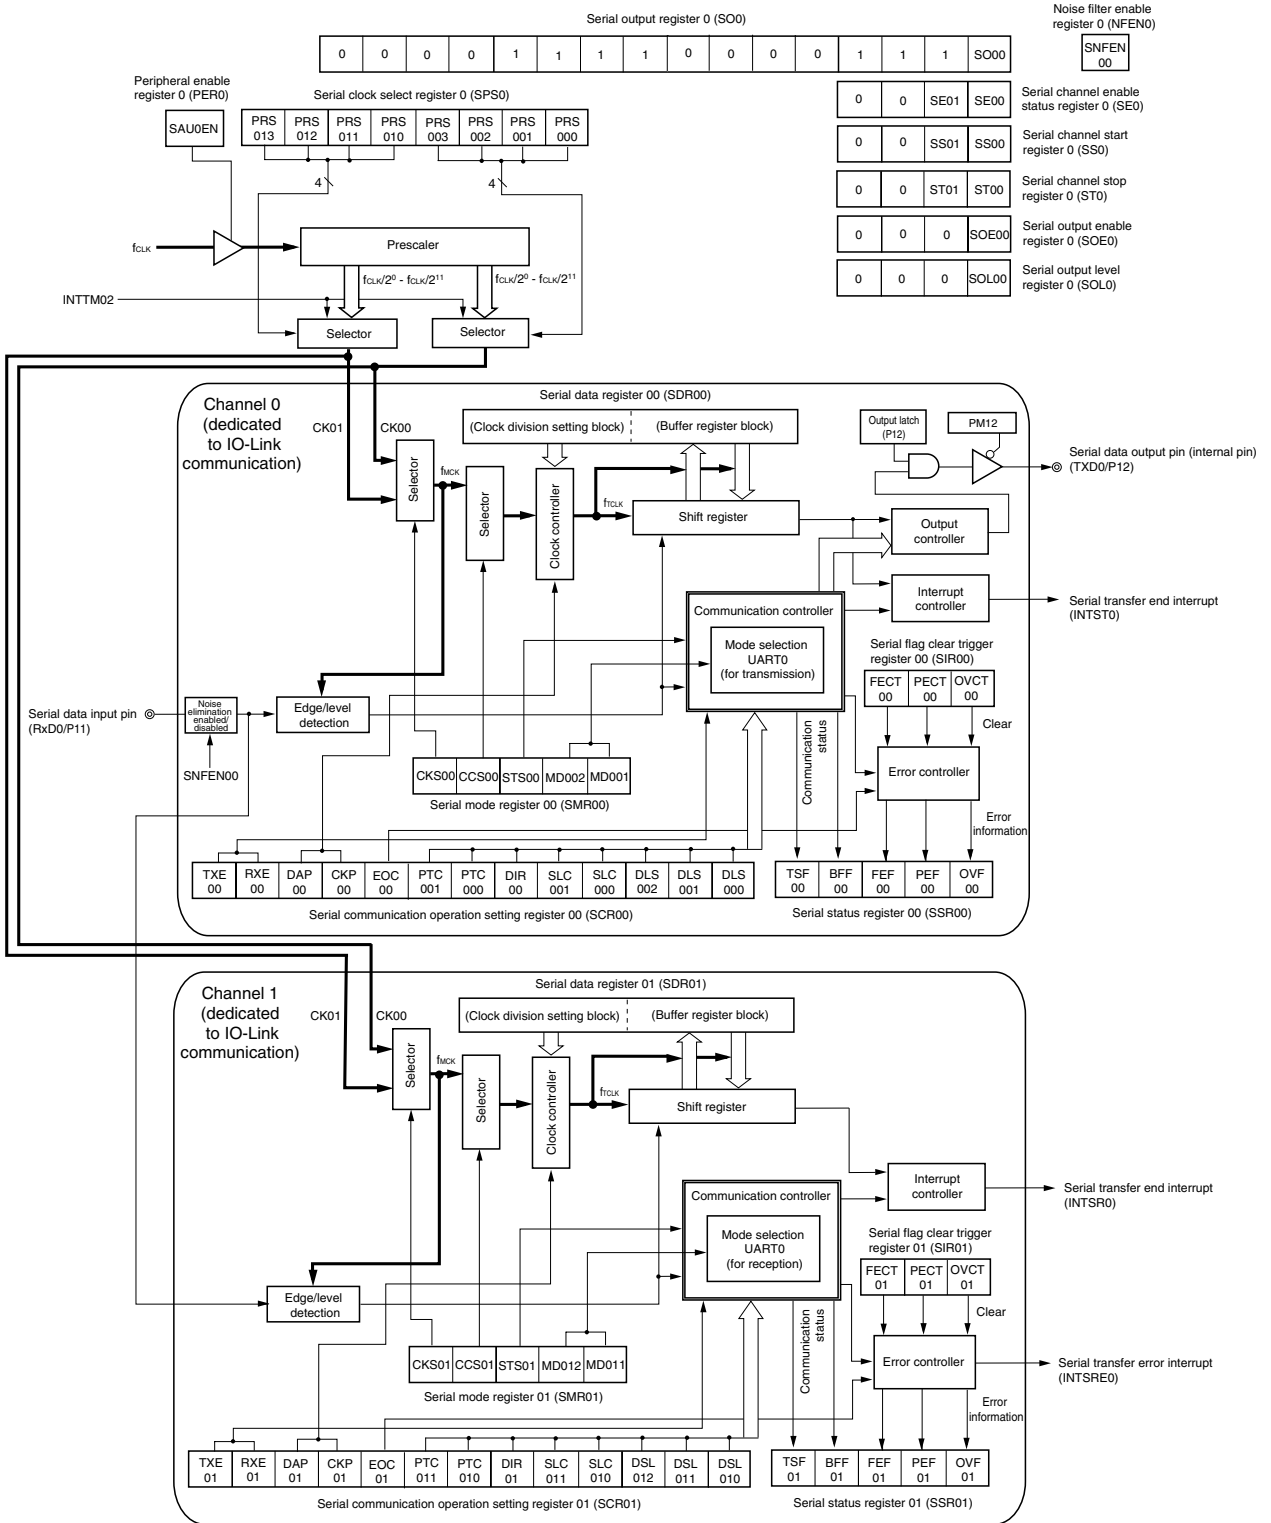 Serial output register 0 (SO0)
0 0 0 0 1 1 1 1 0 0 0 0 1 1 1 SO00
Noise filter enable
register 0 (NFEN0)
SNFEN
00
Peripheral enable
register 0 (PER0)
SAU0EN
Serial clock select register 0 (SPS0)
PRS PRS PRS PRS PRS PRS PRS PRS
013 012 011 010 003 002 001 000
4 4
0 0 SE01 SE00
Serial channel enable
status register 0 (SE0)
0 0 SS01 SS00
Serial channel start
register 0 (SS0)
0 0 ST01 ST00
Serial channel stop
register 0 (ST0)
0 0 0 SOE00
Serial output enable
register 0 (SOE0)
0 0 0 SOL00
Serial output level
register 0 (SOL0)
fCLK
Prescaler
fCLK/2⁰ - fCLK/2¹¹ fCLK/2⁰ - fCLK/2¹¹
INTTM02
Selector Selector
Channel 0
(dedicated
to IO-Link
communication)
CK01 CK00
Serial data register 00 (SDR00)
(Clock division setting block) (Buffer register block)
Selector
fMCK
Selector
Clock controller
fTCLK
Shift register
Output latch
(P12)
PM12
Serial data output pin (internal pin)
(TXD0/P12)
Output
controller
Interrupt
controller
Serial transfer end interrupt
(INTST0)
Communication controller
Mode selection
UART0
(for transmission)
Serial flag clear trigger
register 00 (SIR00)
FECT PECT OVCT
00 00 00
Clear
Serial data input pin
(RxD0/P11)
Noise
elimination
enabled/
disabled
SNFEN00
Edge/level
detection
CKS00 CCS00 STS00 MD002 MD001
Serial mode register 00 (SMR00)
Communication
status
Error controller
Error
information
TXE RXE DAP CKP EOC PTC PTC DIR SLC SLC DLS DLS DLS
00 00 00 00 00 001 000 00 001 000 002 001 000
Serial communication operation setting register 00 (SCR00)
TSF BFF FEF PEF OVF
00 00 00 00 00
Serial status register 00 (SSR00)
Channel 1
(dedicated
to IO-Link
communication)
CK01 CK00
Serial data register 01 (SDR01)
(Clock division setting block) (Buffer register block)
Selector
fMCK
Selector
Clock controller
fTCLK
Shift register
Interrupt
controller
Serial transfer end interrupt
(INTSR0)
Communication controller
Mode selection
UART0
(for reception)
Serial flag clear trigger
register 01 (SIR01)
FECT PECT OVCT
01 01 01
Clear
Edge/level
detection
CKS01 CCS01 STS01 MD012 MD011
Serial mode register 01 (SMR01)
Communication
status
Error controller
Serial transfer error interrupt
(INTSRE0)
Error
information
TXE RXE DAP CKP EOC PTC PTC DIR SLC SLC DSL DSL DSL
01 01 01 01 01 011 010 01 011 010 012 011 010
Serial communication operation setting register 01 (SCR01)
TSF BFF FEF PEF OVF
01 01 01 01 01
Serial status register 01 (SSR01)